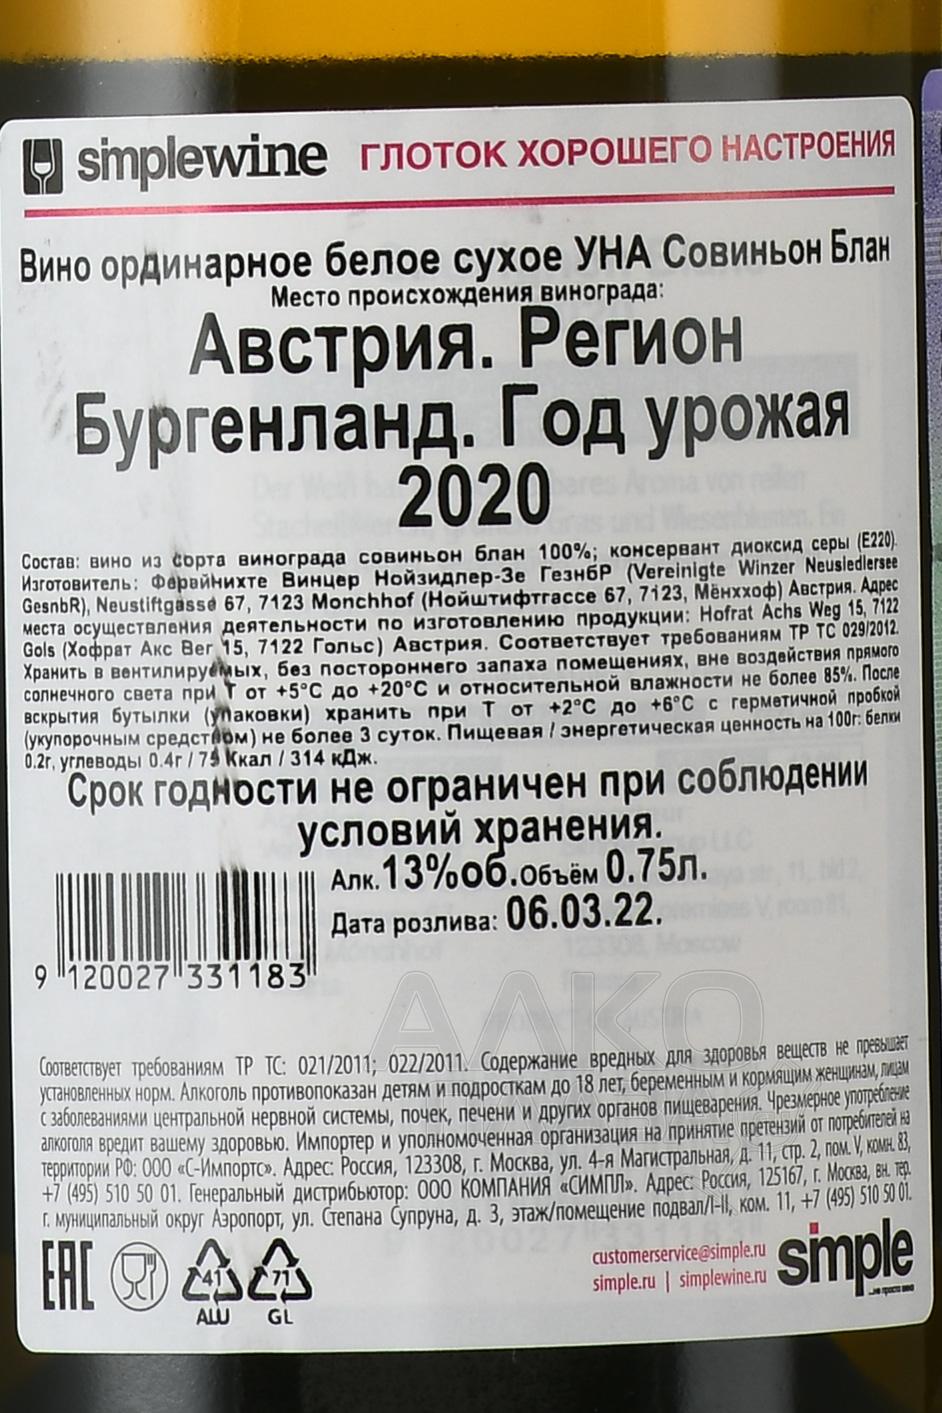 simplewine ГЛОТОК ХОРОШЕГО НАСТРОЕНИЯ
Вино ординарное белое сухое УНА Совиньон Блан
Место происхождения винограда:
Австрия. Регион
Бургенланд. Год урожая
2020
Состав: вино из сорта винограда совиньон блан 100%; консервант диоксид серы (E220).
Изготовитель: Ферайнихте Винцер Нойзидлер-Зе ГезнбР (Vereinigte Winzer Neusiedlersee
GesnbR), Neustiftgasse 67, 7123 Monchhof (Нойштифтгассе 67, 7123, Мёнххоф) Австрия. Адрес
места осуществления деятельности по изготовлению продукции: Hofrat Achs Weg 15, 7122
Gols (Хофрат Акс Вег 15, 7122 Гольс) Австрия. Соответствует требованиям ТР ТС 029/2012.
Хранить в вентилируемых, без постороннего запаха помещениях, вне воздействия прямого
солнечного света при Т от +5°C до +20°C и относительной влажности не более 85%. После
вскрытия бутылки (упаковки) хранить при Т от +2°C до +6°C с герметичной пробкой
(укупорочным средством) не более 3 суток. Пищевая / энергетическая ценность на 100г: белки
0.2г, углеводы 0.4г / 75 Ккал / 314 кДж.
Срок годности не ограничен при соблюдении
условий хранения.
Алк. 13%об. Объём 0.75л.
Дата розлива: 06.03.22.
9 120027 331183
АЛКО
Соответствует требованиям ТР ТС: 021/2011; 022/2011. Содержание вредных для здоровья веществ не превышает
установленных норм. Алкоголь противопоказан детям и подросткам до 18 лет, беременным и кормящим женщинам, лицам
с заболеваниями центральной нервной системы, почек, печени и других органов пищеварения. Чрезмерное употребление
алкоголя вредит вашему здоровью. Импортер и уполномоченная организация на принятие претензий от потребителей на
территории РФ: ООО «С-Импортс». Адрес: Россия, 123308, г. Москва, ул. 4-я Магистральная, д. 11, стр. 2, пом. V, комн. 83,
+7 (495) 510 50 01. Генеральный дистрибьютор: ООО КОМПАНИЯ «СИМПЛ». Адрес: Россия, 125167, г. Москва, вн. тер.
г. муниципальный округ Аэропорт, ул. Степана Супруна, д. 3, этаж/помещение подвал/I-II, ком. 11, +7 (495) 510 50 01.
EAC 41 ALU 71 GL
customerservice@simple.ru
simple.ru | simplewine.ru
simple
...не просто вино